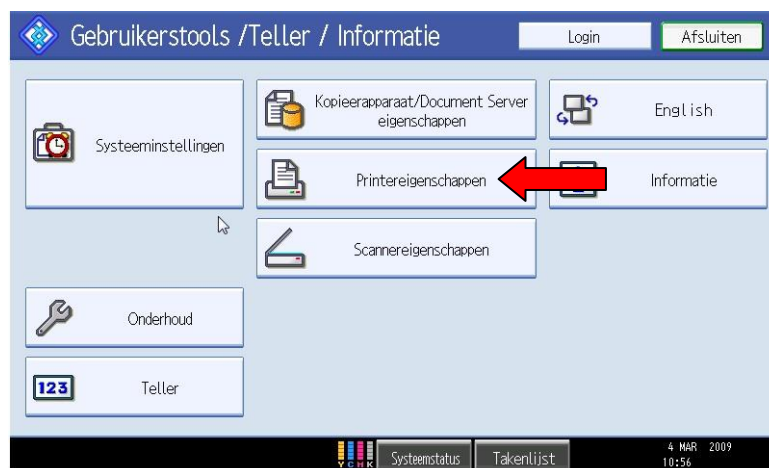 Gebruikerstools /Teller / Informatie
Login
Afsluiten
Systeeminstellingen
Kopieerapparaat/Document Server
eigenschappen
English
Printereigenschappen
Informatie
Scannereigenschappen
Onderhoud
123
Teller
Y C M K
Systeemstatus
Takenlijst
4 MAR 2009
10:56